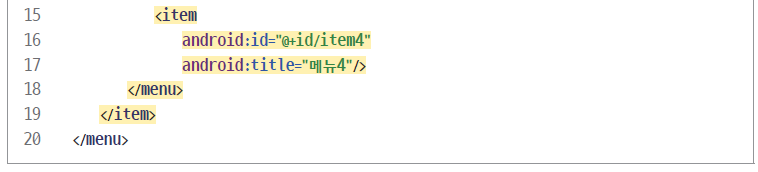 15 <item
16 android:id="@+id/item4"
17 android:title="메뉴4"/>
18 </menu>
19 </item>
20 </menu>